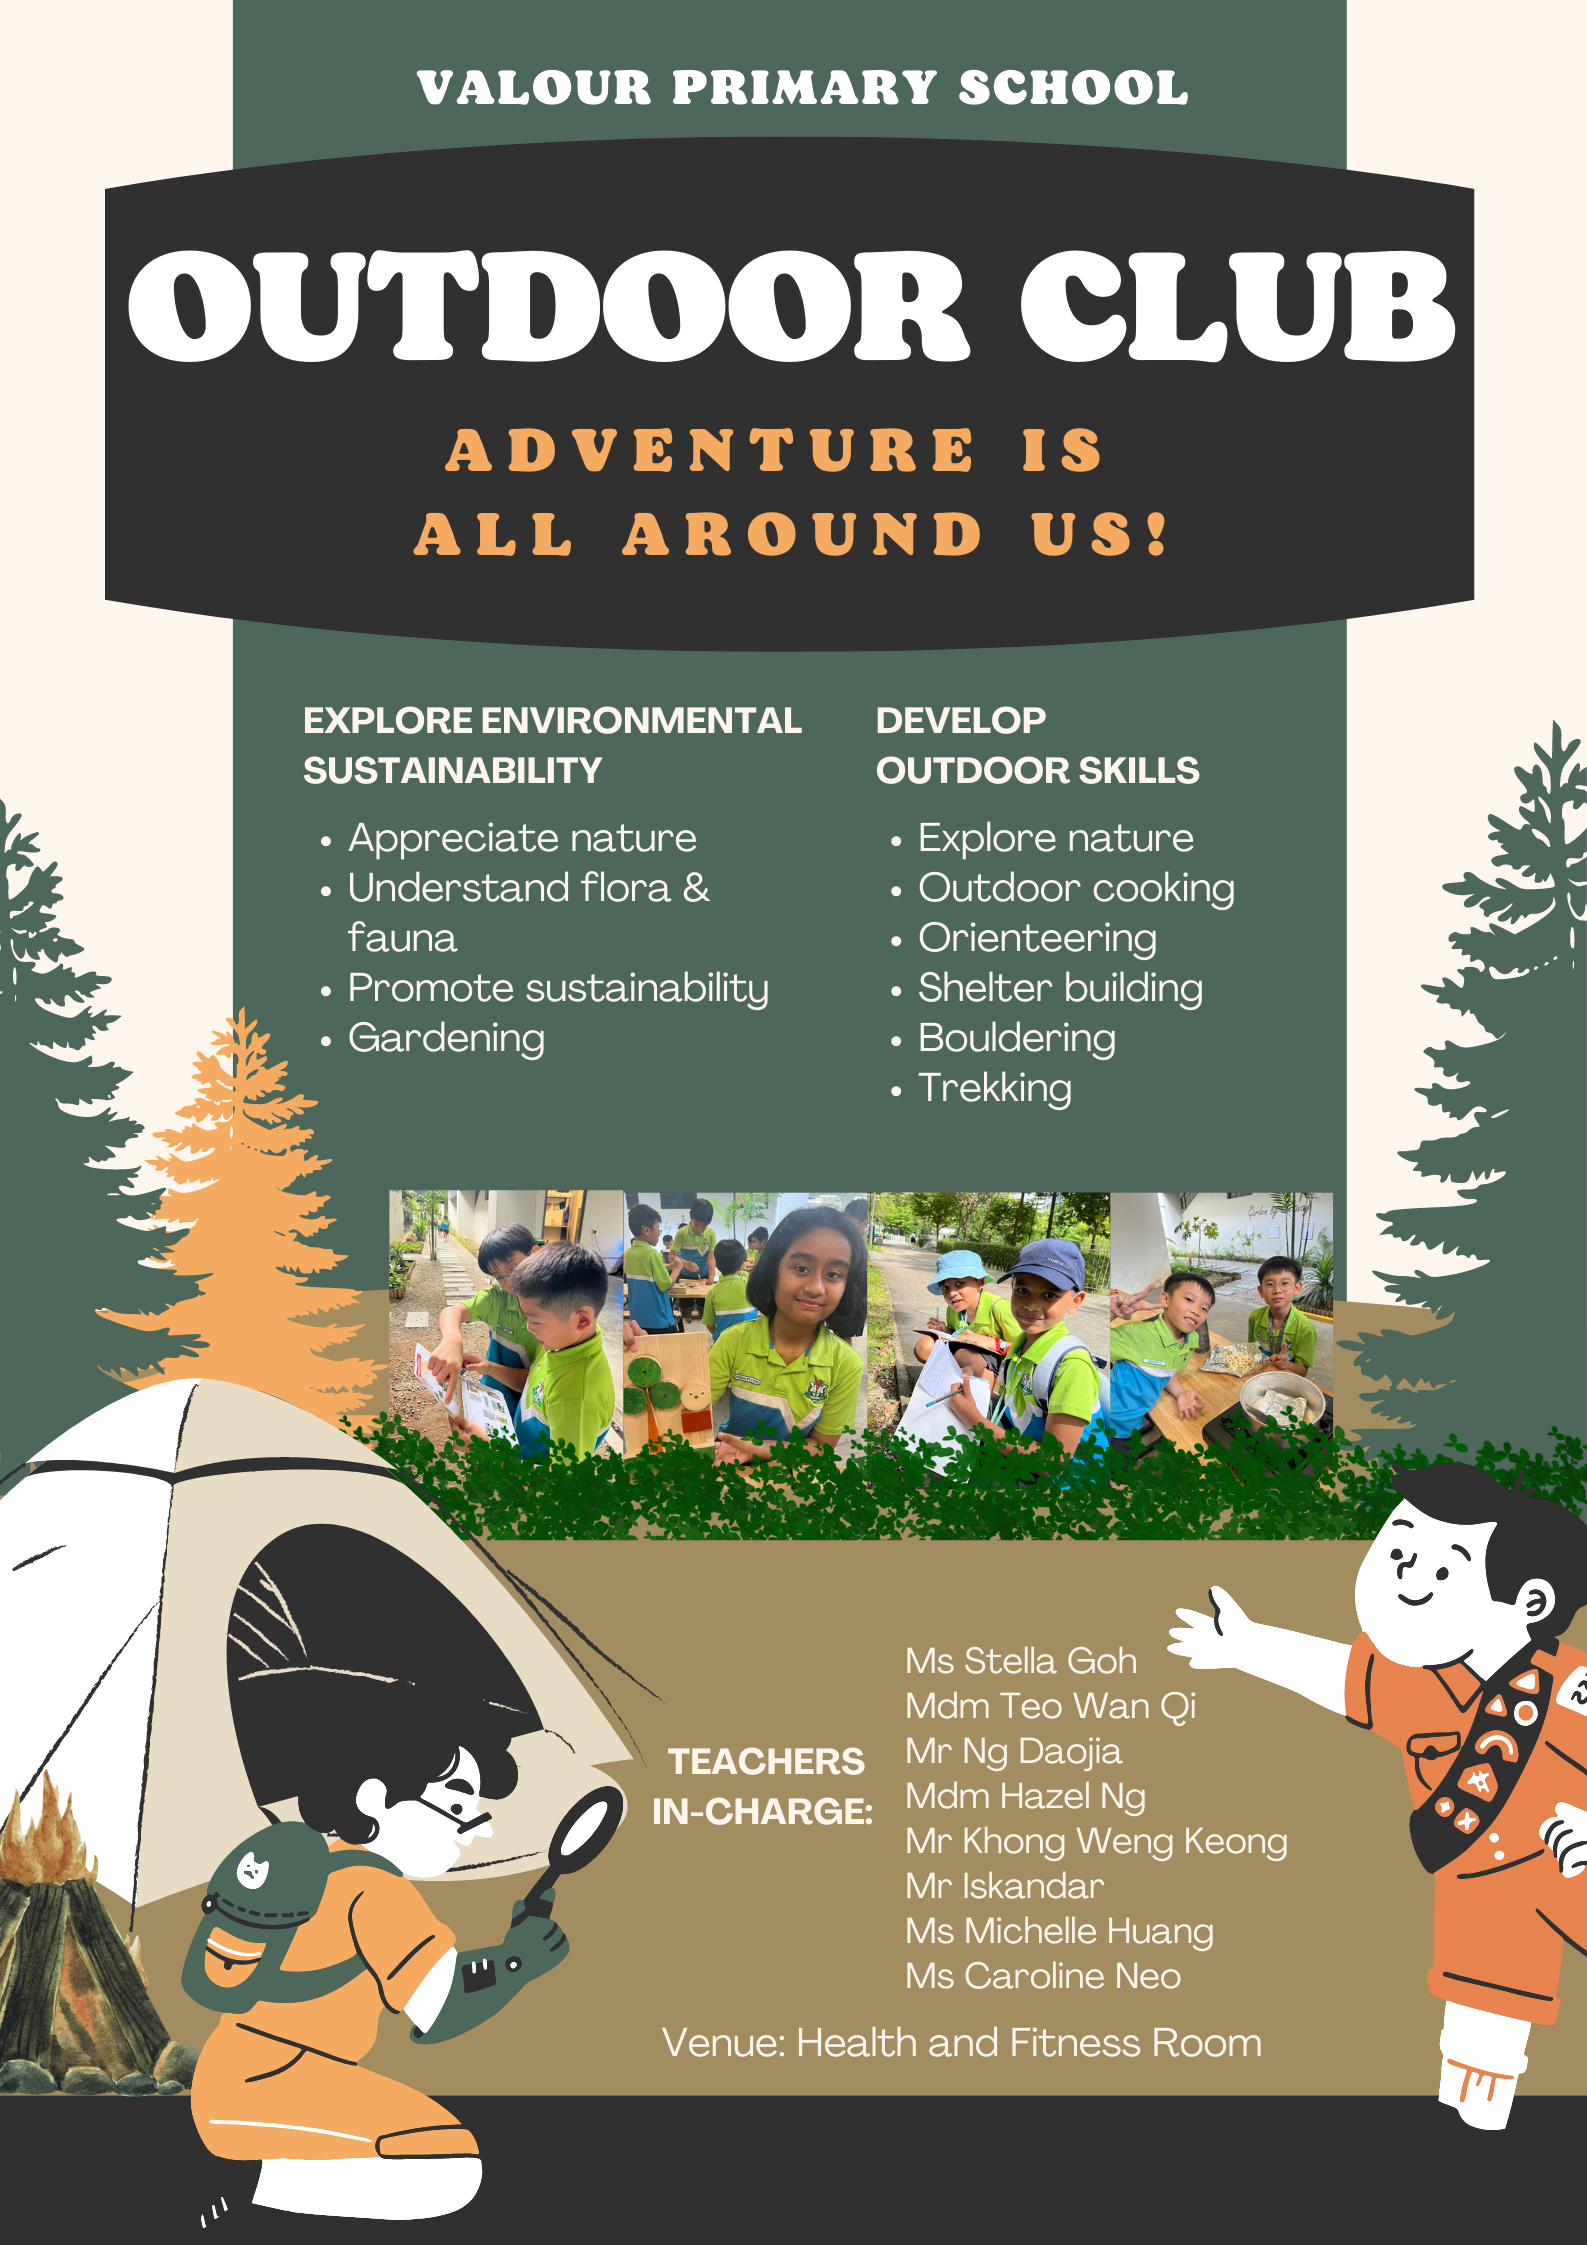 VALOUR PRIMARY SCHOOL
OUTDOOR CLUB
ADVENTURE IS
ALL AROUND US!
EXPLORE ENVIRONMENTAL
SUSTAINABILITY
• Appreciate nature
• Understand flora &
fauna
• Promote sustainability
• Gardening
DEVELOP
OUTDOOR SKILLS
• Explore nature
• Outdoor cooking
• Orienteering
• Shelter building
• Bouldering
• Trekking
TEACHERS
IN-CHARGE:
Ms Stella Goh
Mdm Teo Wan Qi
Mr Ng Daojia
Mdm Hazel Ng
Mr Khong Weng Keong
Mr Iskandar
Ms Michelle Huang
Ms Caroline Neo
Venue: Health and Fitness Room